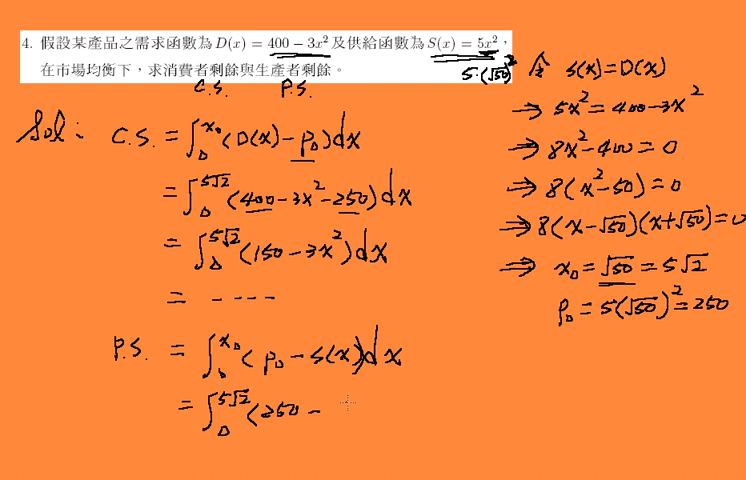 4. 假設某產品之需求函數為 D(x) = 400 − 3x² 及供給函數為 S(x) = 5x²,
在市場均衡下,求消費者剩餘與生產者剩餘。
C.S. P.S.
5·(√50)²
Sol: C.S. = ∫₀^{x₀} (D(x) − p₀) dx
= ∫₀^{5√2} (400 − 3x² − 250) dx
= ∫₀^{5√2} (150 − 3x²) dx
= - - - -
P.S. = ∫₀^{x₀} (p₀ − S(x)) dx
= ∫₀^{5√2} (250 −
令 S(x) = D(x)
⇒ 5x² = 400 − 3x²
⇒ 8x² − 400 = 0
⇒ 8(x² − 50) = 0
⇒ 8(x − √50)(x + √50) = 0
⇒ x₀ = √50 = 5√2
p₀ = 5(√50)² = 250